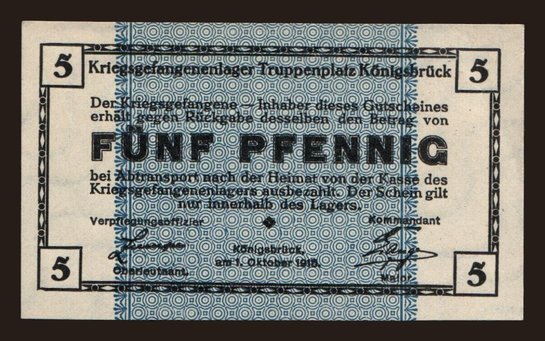 5 5
Kriegsgefangenenlager Truppenplatz Königsbrück
Der Kriegsgefangene – Inhaber dieses Gutscheines
erhält gegen Rückgabe desselben den Betrag von
FÜNF PFENNIG
bei Abtransport nach der Heimat von der Kasse des
Kriegsgefangenenlagers ausbezahlt. Der Schein gilt
nur innerhalb des Lagers.
Verpflegungsoffizier Kommandant
Königsbrück,
am 1. Oktober 1916.
Oberleutnant. Major.
5 5